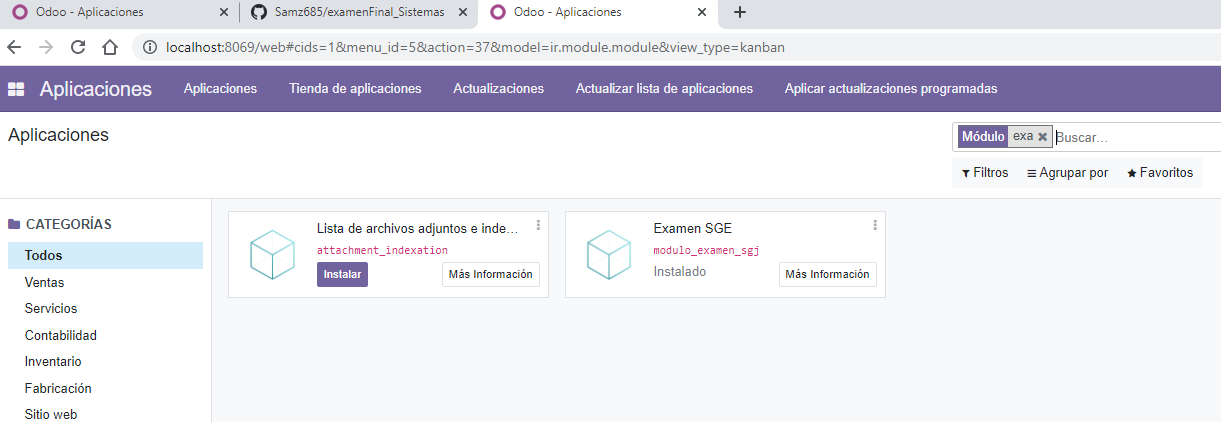 Odoo - Aplicaciones
Samz685/examenFinal_Sistemas
Odoo - Aplicaciones
localhost:8069/web#cids=1&menu_id=5&action=37&model=ir.module.module&view_type=kanban
Aplicaciones
Aplicaciones
Tienda de aplicaciones
Actualizaciones
Actualizar lista de aplicaciones
Aplicar actualizaciones programadas
Aplicaciones
Módulo
exa
Buscar...
Filtros
Agrupar por
Favoritos
CATEGORÍAS
Todos
Ventas
Servicios
Contabilidad
Inventario
Fabricación
Sitio web
Lista de archivos adjuntos e inde...
attachment_indexation
Instalar
Más Información
Examen SGE
modulo_examen_sgj
Instalado
Más Información